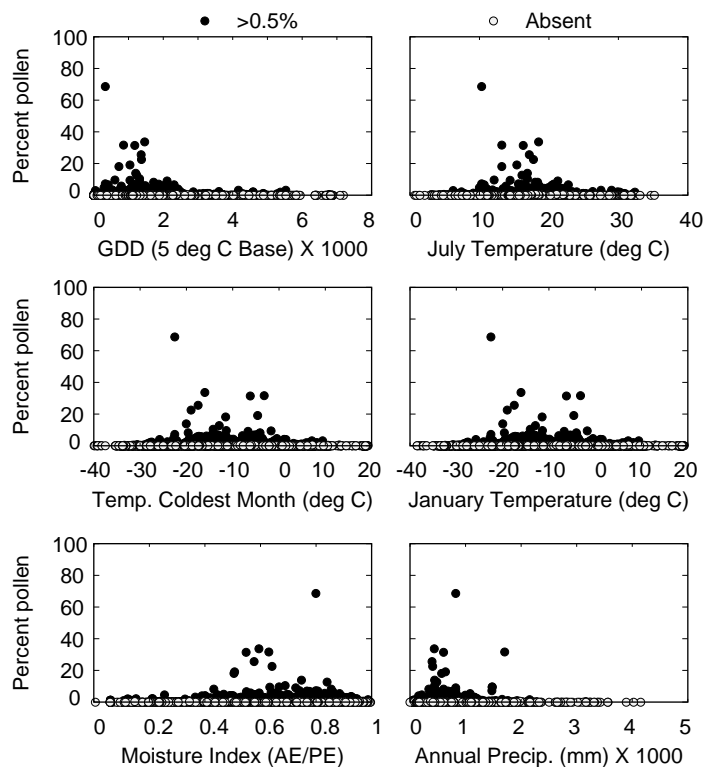 >0.5% Absent
100
80
60
40
20
0
Percent pollen
0 2 4 6 8
GDD (5 deg C Base) X 1000
0 10 20 30 40
July Temperature (deg C)
100
80
60
40
20
0
Percent pollen
-40 -30 -20 -10 0 10 20
Temp. Coldest Month (deg C)
-40 -30 -20 -10 0 10 20
January Temperature (deg C)
100
80
60
40
20
0
Percent pollen
0 0.2 0.4 0.6 0.8 1
Moisture Index (AE/PE)
0 1 2 3 4 5
Annual Precip. (mm) X 1000